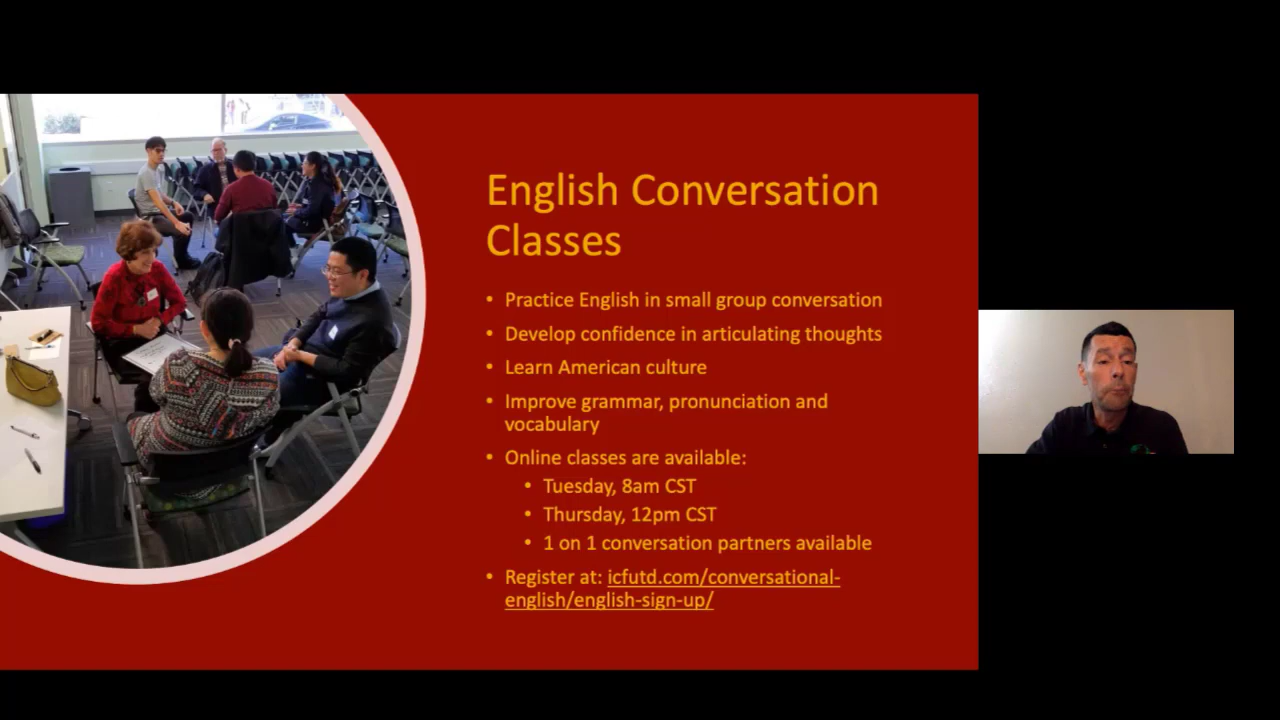 English Conversation
Classes
• Practice English in small group conversation
• Develop confidence in articulating thoughts
• Learn American culture
• Improve grammar, pronunciation and
vocabulary
• Online classes are available:
• Tuesday, 8am CST
• Thursday, 12pm CST
• 1 on 1 conversation partners available
• Register at: icfutd.com/conversational-
english/english-sign-up/